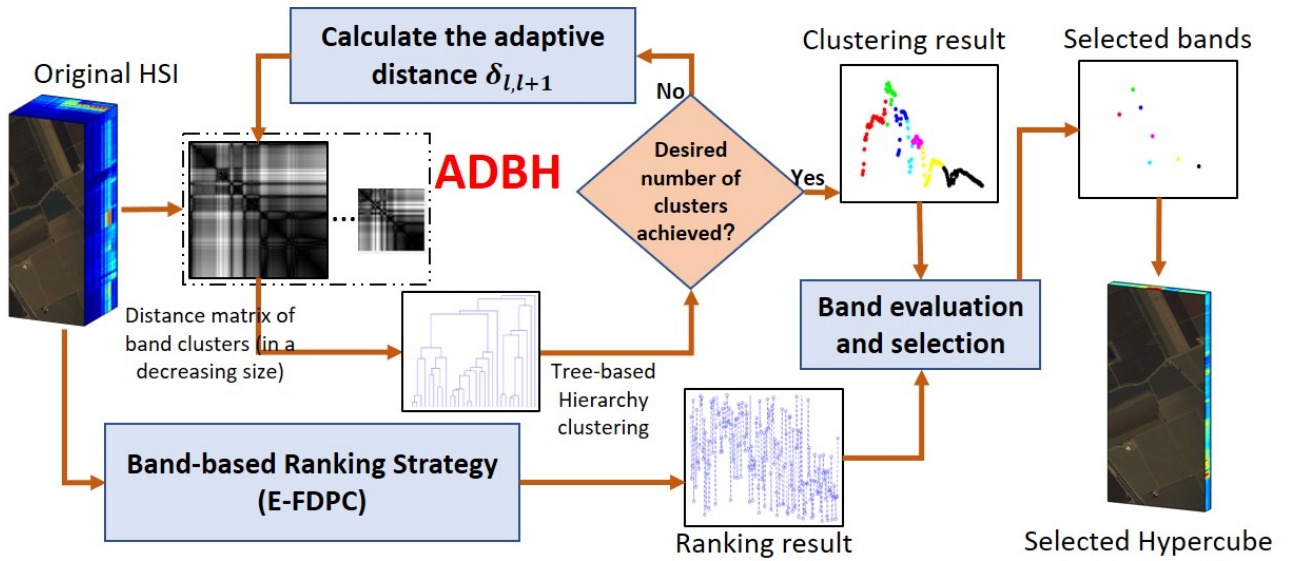 Original HSI
Calculate the adaptive
distance δl,l+1
ADBH
...
Distance matrix of
band clusters (in a
decreasing size)
Tree-based
Hierarchy
clustering
No
Desired
number of
clusters
achieved?
Yes
Clustering result
Selected bands
Band evaluation
and selection
Band-based Ranking Strategy
(E-FDPC)
Ranking result
Selected Hypercube